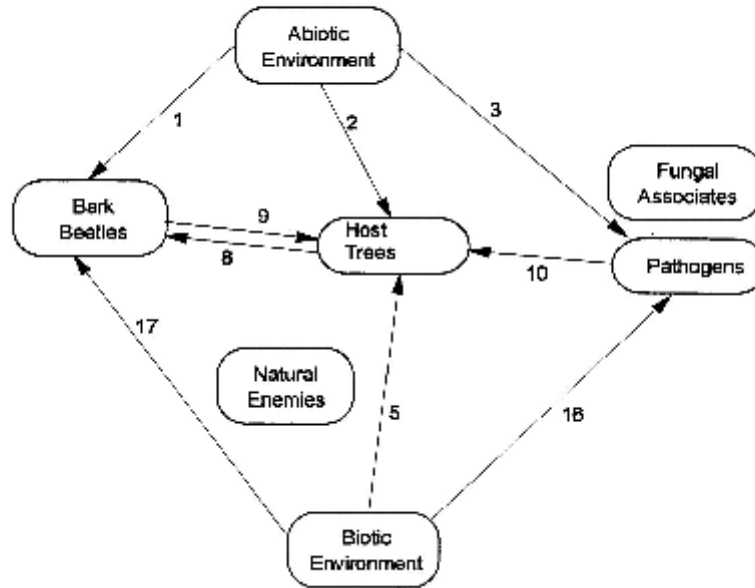 Abiotic
Environment
1
2
3
Fungal
Associates
Bark
Beetles
9
8
Host
Trees
10
Pathogens
17
Natural
Enemies
5
16
Biotic
Environment